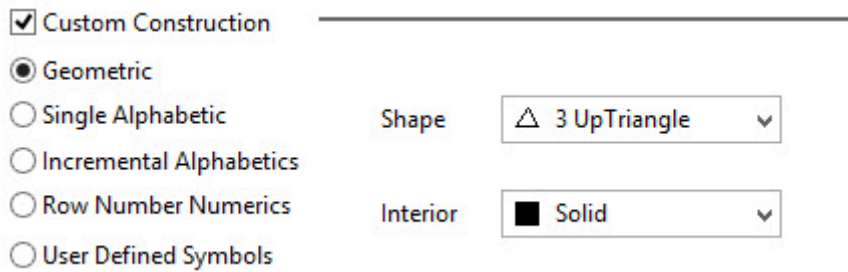 Custom Construction
Geometric
Single Alphabetic
Shape 3 UpTriangle
Incremental Alphabetics
Row Number Numerics
Interior Solid
User Defined Symbols